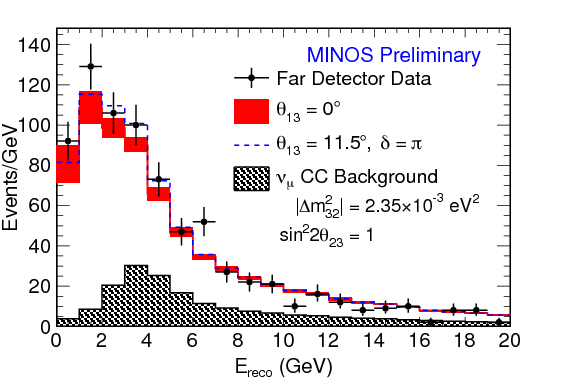 MINOS Preliminary
Far Detector Data
θ₁₃ = 0°
θ₁₃ = 11.5°, δ = π
νμ CC Background
|Δm²₃₂| = 2.35×10⁻³ eV²
sin²2θ₂₃ = 1
Events/GeV
140
120
100
80
60
40
20
0
0 2 4 6 8 10 12 14 16 18 20
E_reco (GeV)